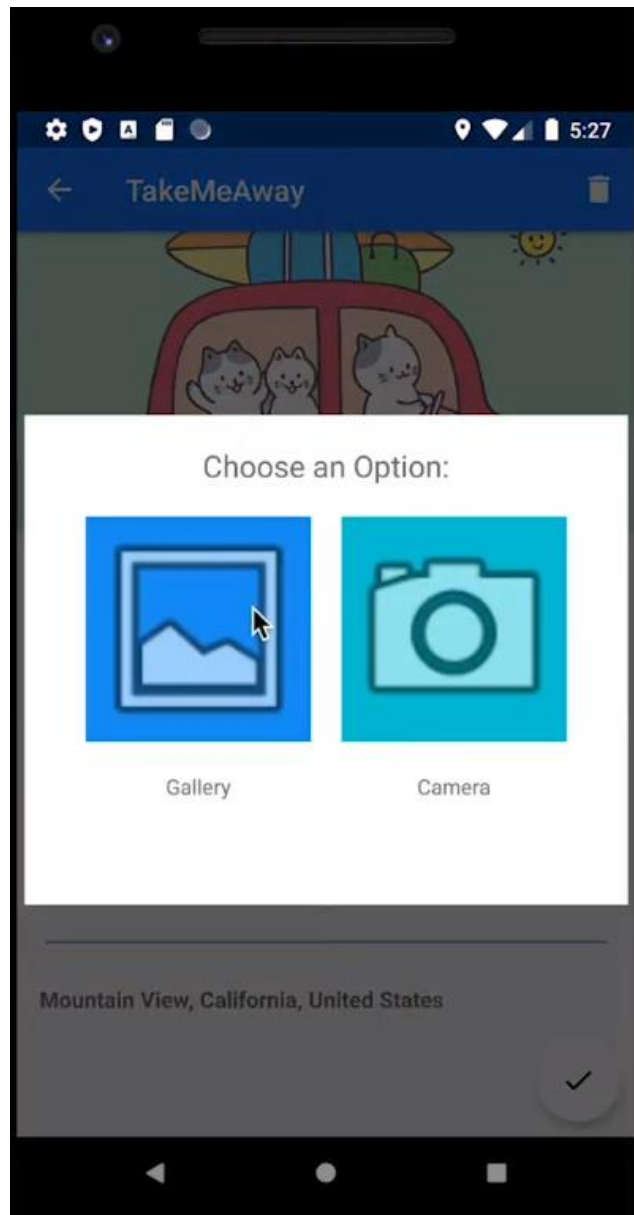 5:27
TakeMeAway
Choose an Option:
Gallery
Camera
Mountain View, California, United States